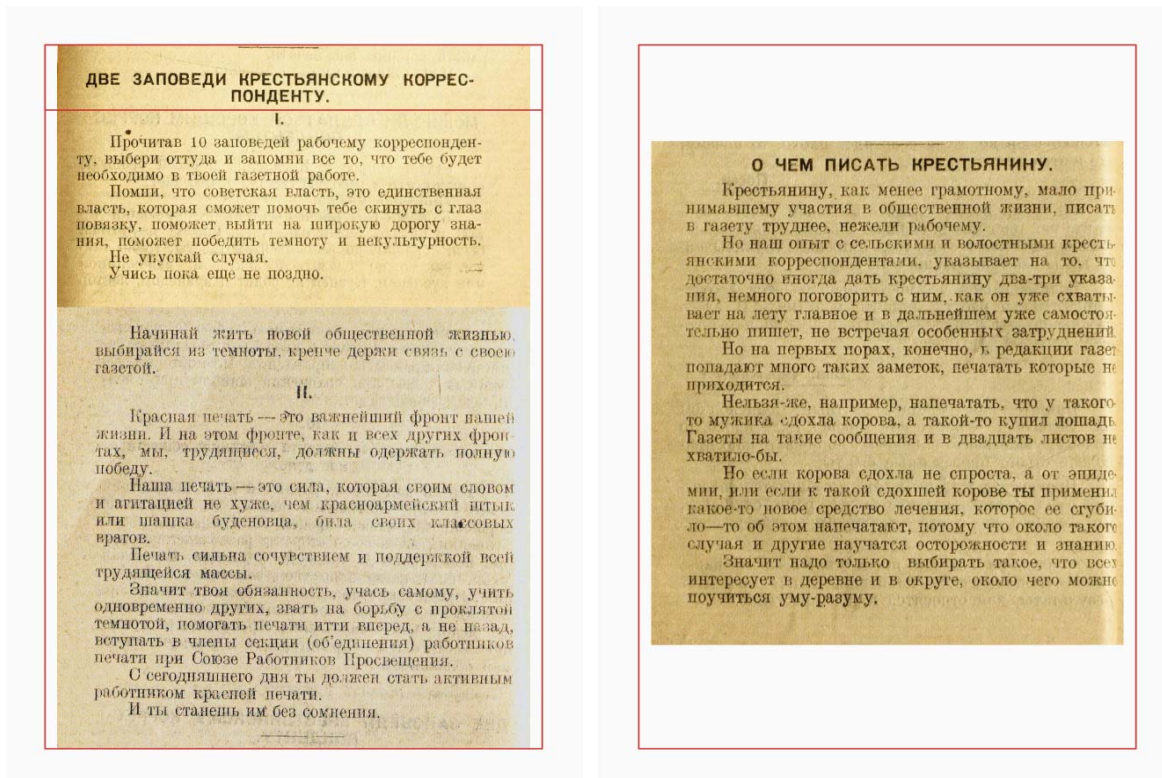 ДВЕ ЗАПОВЕДИ КРЕСТЬЯНСКОМУ КОРРЕС-
ПОНДЕНТУ.
I.
Прочитав 10 заповедей рабочему корреспонден-
ту, выбери оттуда и запомни все то, что тебе будет
необходимо в твоей газетной работе.
Помни, что советская власть, это единственная
власть, которая сможет помочь тебе скинуть с глаз
повязку, поможет выйти на широкую дорогу зна-
ния, поможет победить темноту и некультурность.
Не упускай случая.
Учись пока еще не поздно.
Начинай жить новой общественной жизнью,
выбирайся из темноты, крепче держи связь с своей
газетой.
II.
Красная печать — это важнейший фронт нашей
жизни. И на этом фронте, как и всех других фрон-
тах, мы, трудящиеся, должны одержать полную
победу.
Наша печать — это сила, которая своим словом
и агитацией не хуже, чем красноармейский штык
или шашка буденовца, била своих классовых
врагов.
Печать сильна сочувствием и поддержкой всей
трудящейся массы.
Значит твоя обязанность, учась самому, учить
одновременно других, звать на борьбу с проклятой
темнотой, помогать печати итти вперед, а не назад,
вступать в члены секции (об'единения) работников
печати при Союзе Работников Просвещения.
С сегодняшнего дня ты должен стать активным
работником красной печати.
И ты станешь им без сомнения.
О ЧЕМ ПИСАТЬ КРЕСТЬЯНИНУ.
Крестьянину, как менее грамотному, мало при-
нимавшему участия в общественной жизни, писать
в газету труднее, нежели рабочему.
Но наш опыт с сельскими и волостными кресть-
янскими корреспондентами, указывает на то, что
достаточно иногда дать крестьянину два-три указа-
ния, немного поговорить с ним, как он уже схваты-
вает на лету главное и в дальнейшем уже самостоя-
тельно пишет, не встречая особенных затруднений.
Но на первых порах, конечно, в редакции газет
попадают много таких заметок, печатать которые не
приходится.
Нельзя-же, например, напечатать, что у такого-
то мужика сдохла корова, а такой-то купил лошадь.
Газеты на такие сообщения и в двадцать листов не
хватило-бы.
Но если корова сдохла не спроста, а от эпиде-
мии, или если к такой сдохшей корове ты применил
какое-то новое средство лечения, которое ее сгуби-
ло—то об этом напечатают, потому что около такого
случая и другие научатся осторожности и знанию.
Значит надо только выбирать такое, что всех
интересует в деревне и в округе, около чего можно
поучиться уму-разуму.